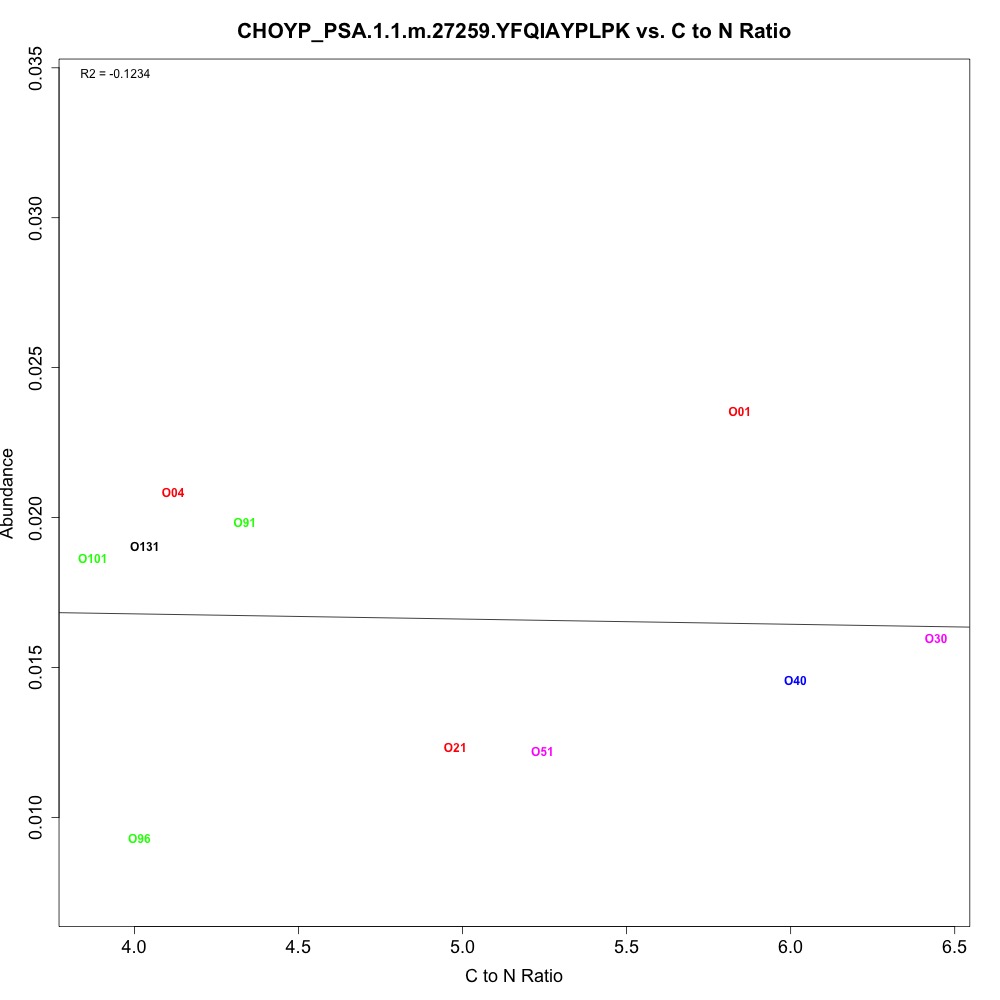 CHOYP_PSA.1.1.m.27259.YFQIAYPLPK vs. C to N Ratio
R2 = -0.1234
0.035
0.030
0.025
0.020
0.015
0.010
Abundance
O01
O04
O91
O131
O101
O30
O40
O21
O51
O96
4.0
4.5
5.0
5.5
6.0
6.5
C to N Ratio